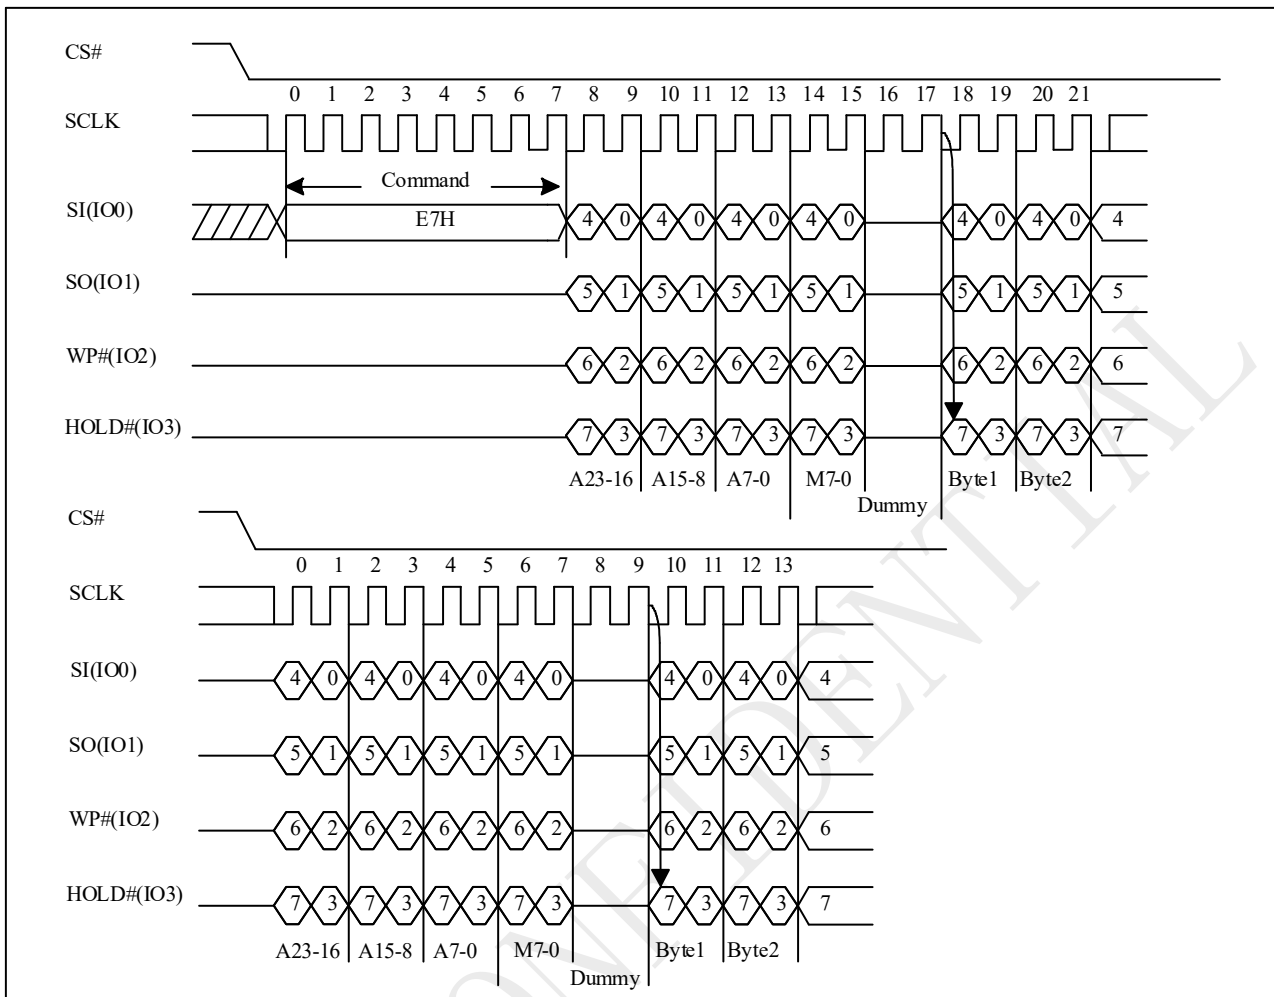 CS#
0 1 2 3 4 5 6 7 8 9 10 11 12 13 14 15 16 17 18 19 20 21
SCLK
Command
SI(IO0) E7H 4 0 4 0 4 0 4 0 4 0 4 0 4
SO(IO1) 5 1 5 1 5 1 5 1 5 1 5 1 5
WP#(IO2) 6 2 6 2 6 2 6 2 6 2 6 2 6
HOLD#(IO3) 7 3 7 3 7 3 7 3 7 3 7 3 7
A23-16 A15-8 A7-0 M7-0 Byte1 Byte2
Dummy
CS#
0 1 2 3 4 5 6 7 8 9 10 11 12 13
SCLK
SI(IO0) 4 0 4 0 4 0 4 0 4 0 4 0 4
SO(IO1) 5 1 5 1 5 1 5 1 5 1 5 1 5
WP#(IO2) 6 2 6 2 6 2 6 2 6 2 6 2 6
HOLD#(IO3) 7 3 7 3 7 3 7 3 7 3 7 3 7
A23-16 A15-8 A7-0 M7-0 Byte1 Byte2
Dummy
ONFIDENTIAL